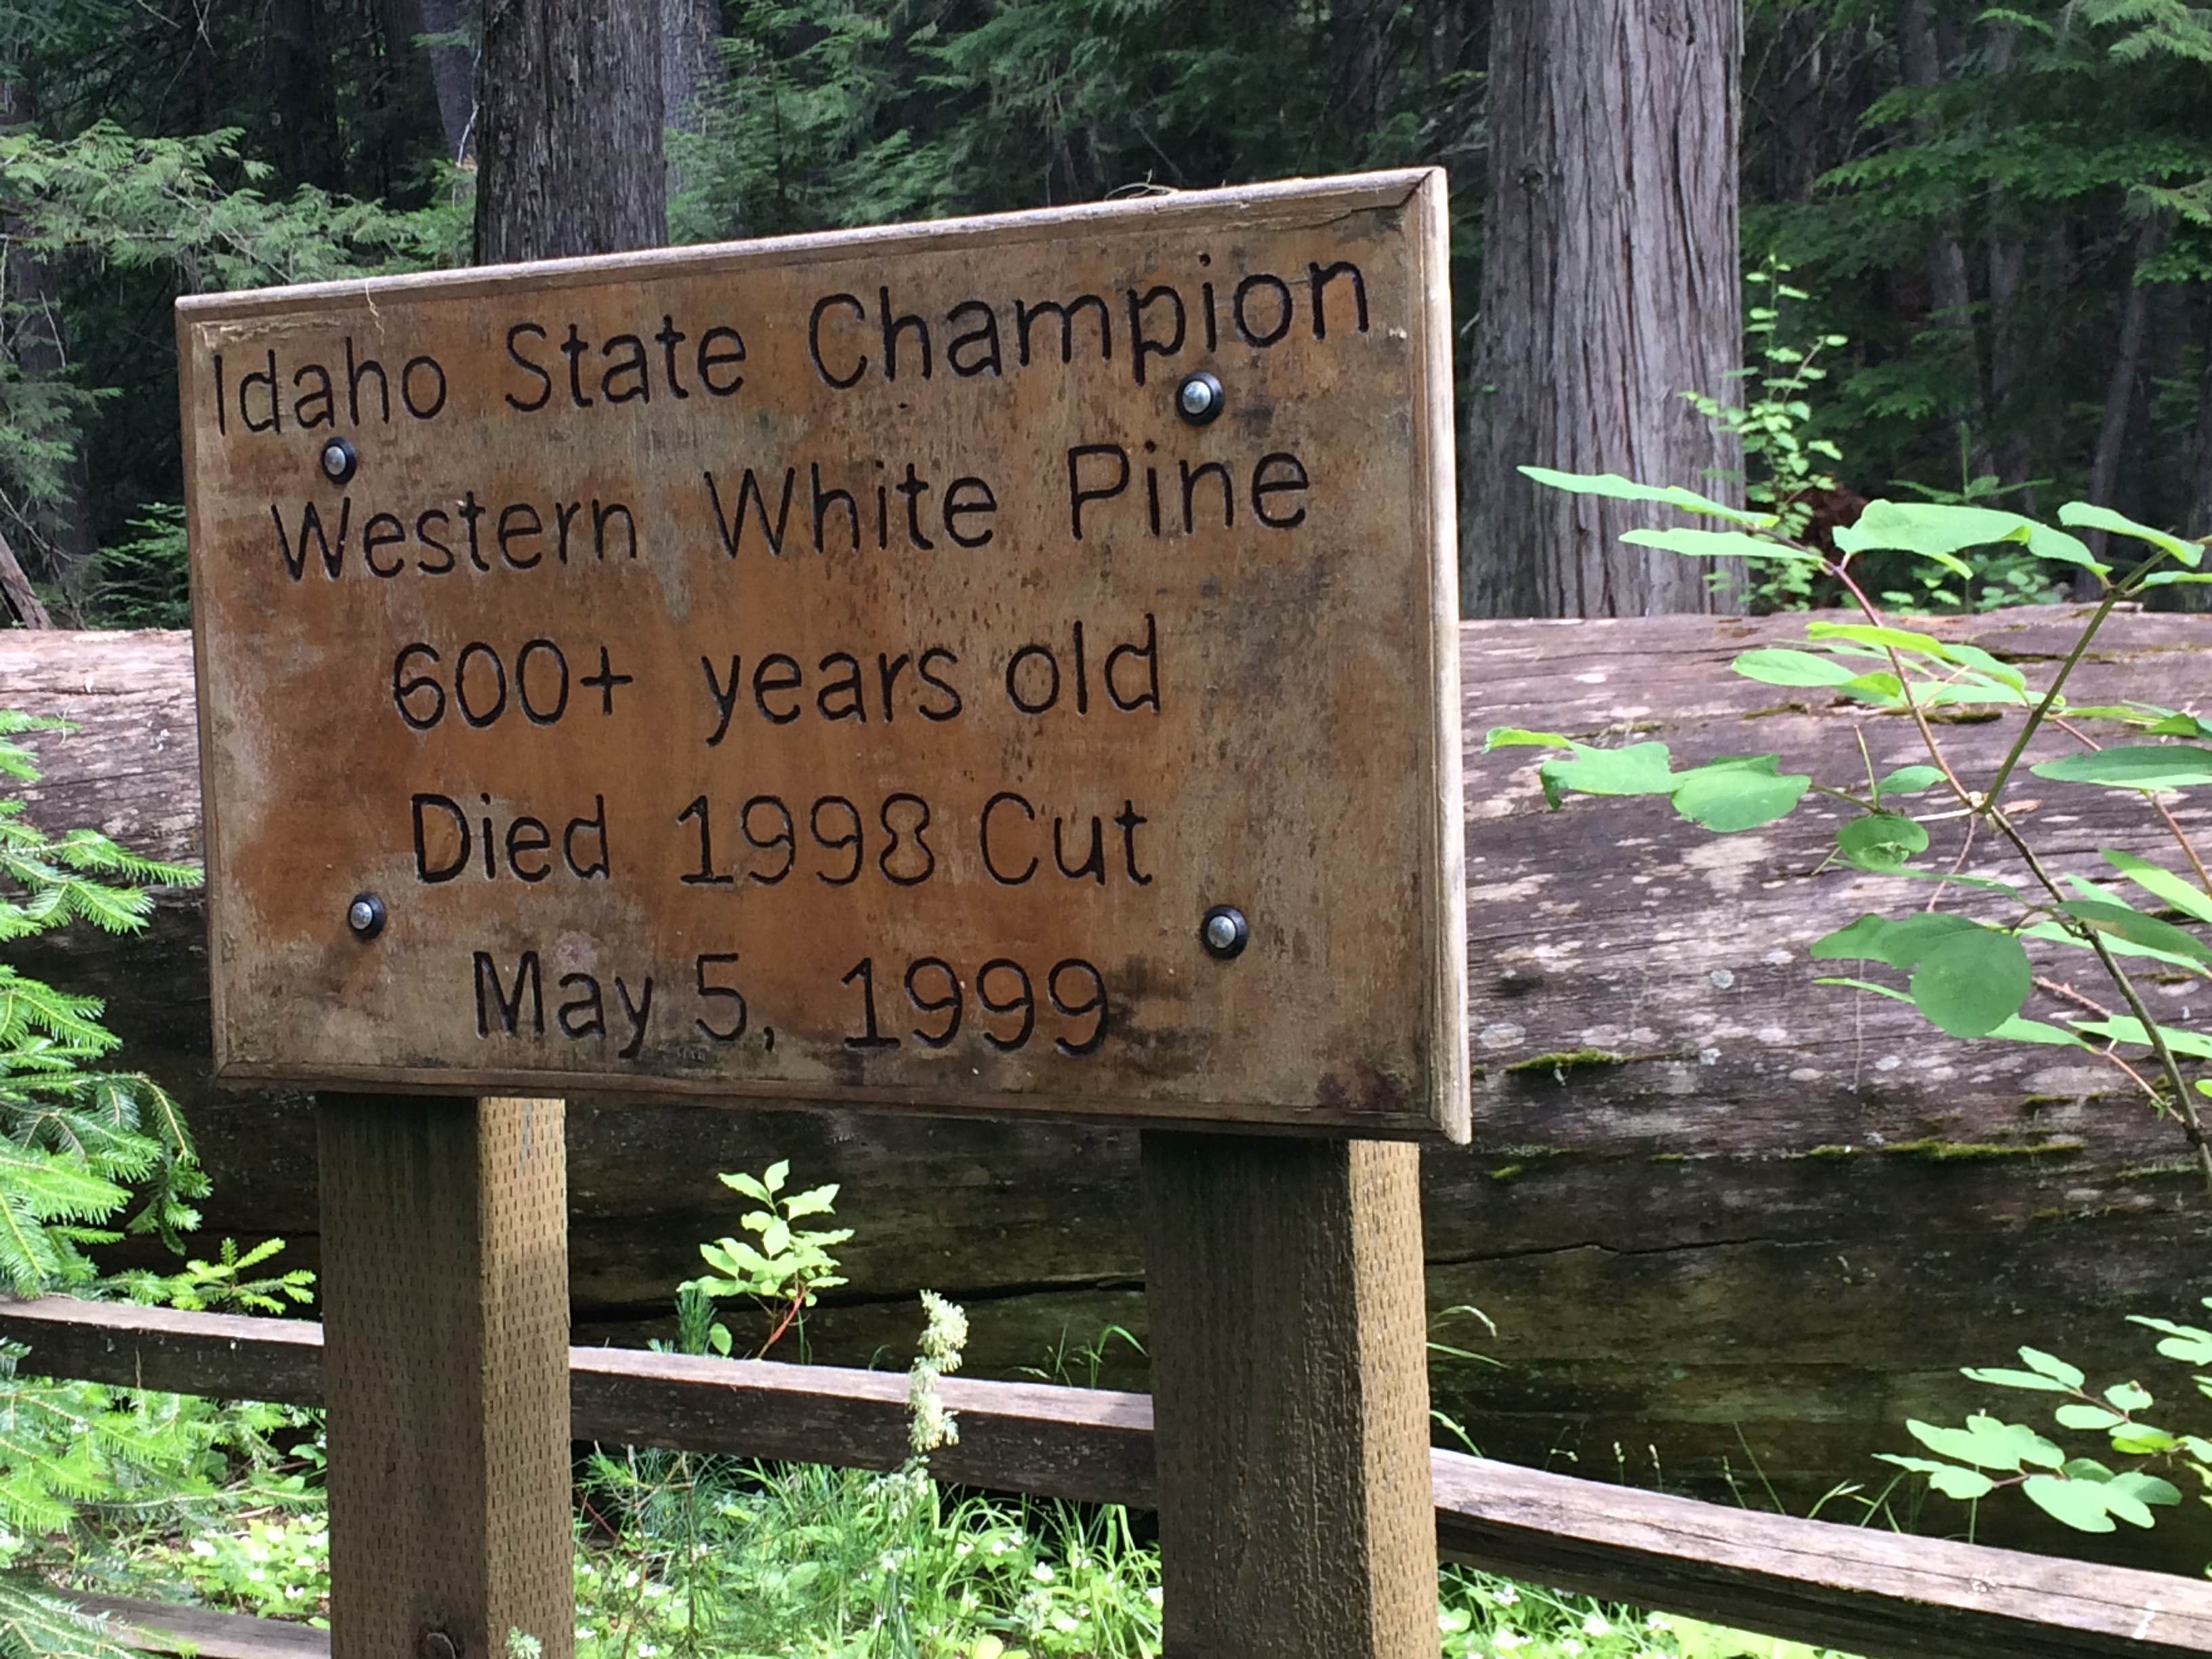 Idaho State Champion
Western White Pine
600+ years old
Died 1998 Cut
May 5, 1999